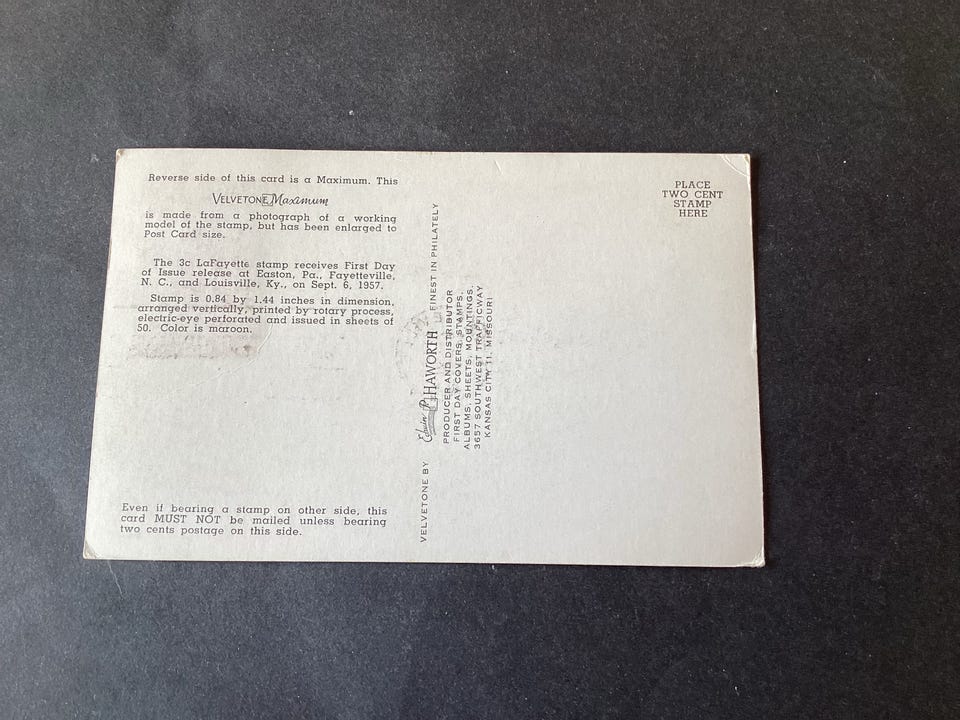 Reverse side of this card is a Maximum. This
VELVETONE Maximum
is made from a photograph of a working
model of the stamp, but has been enlarged to
Post Card size.
The 3c LaFayette stamp receives First Day
of Issue release at Easton, Pa., Fayetteville,
N. C., and Louisville, Ky., on Sept. 6, 1957.
Stamp is 0.84 by 1.44 inches in dimension,
arranged vertically, printed by rotary process,
electric-eye perforated and issued in sheets of
50. Color is maroon.
Even if bearing a stamp on other side, this
card MUST NOT be mailed unless bearing
two cents postage on this side.
VELVETONE BY Edwin P. HAWORTH FINEST IN PHILATELY
PRODUCER AND DISTRIBUTOR
FIRST DAY COVERS, STAMPS,
ALBUMS, SHEETS, MOUNTINGS.
3657 SOUTHWEST TRAFFICWAY
KANSAS CITY 11, MISSOURI
PLACE
TWO CENT
STAMP
HERE